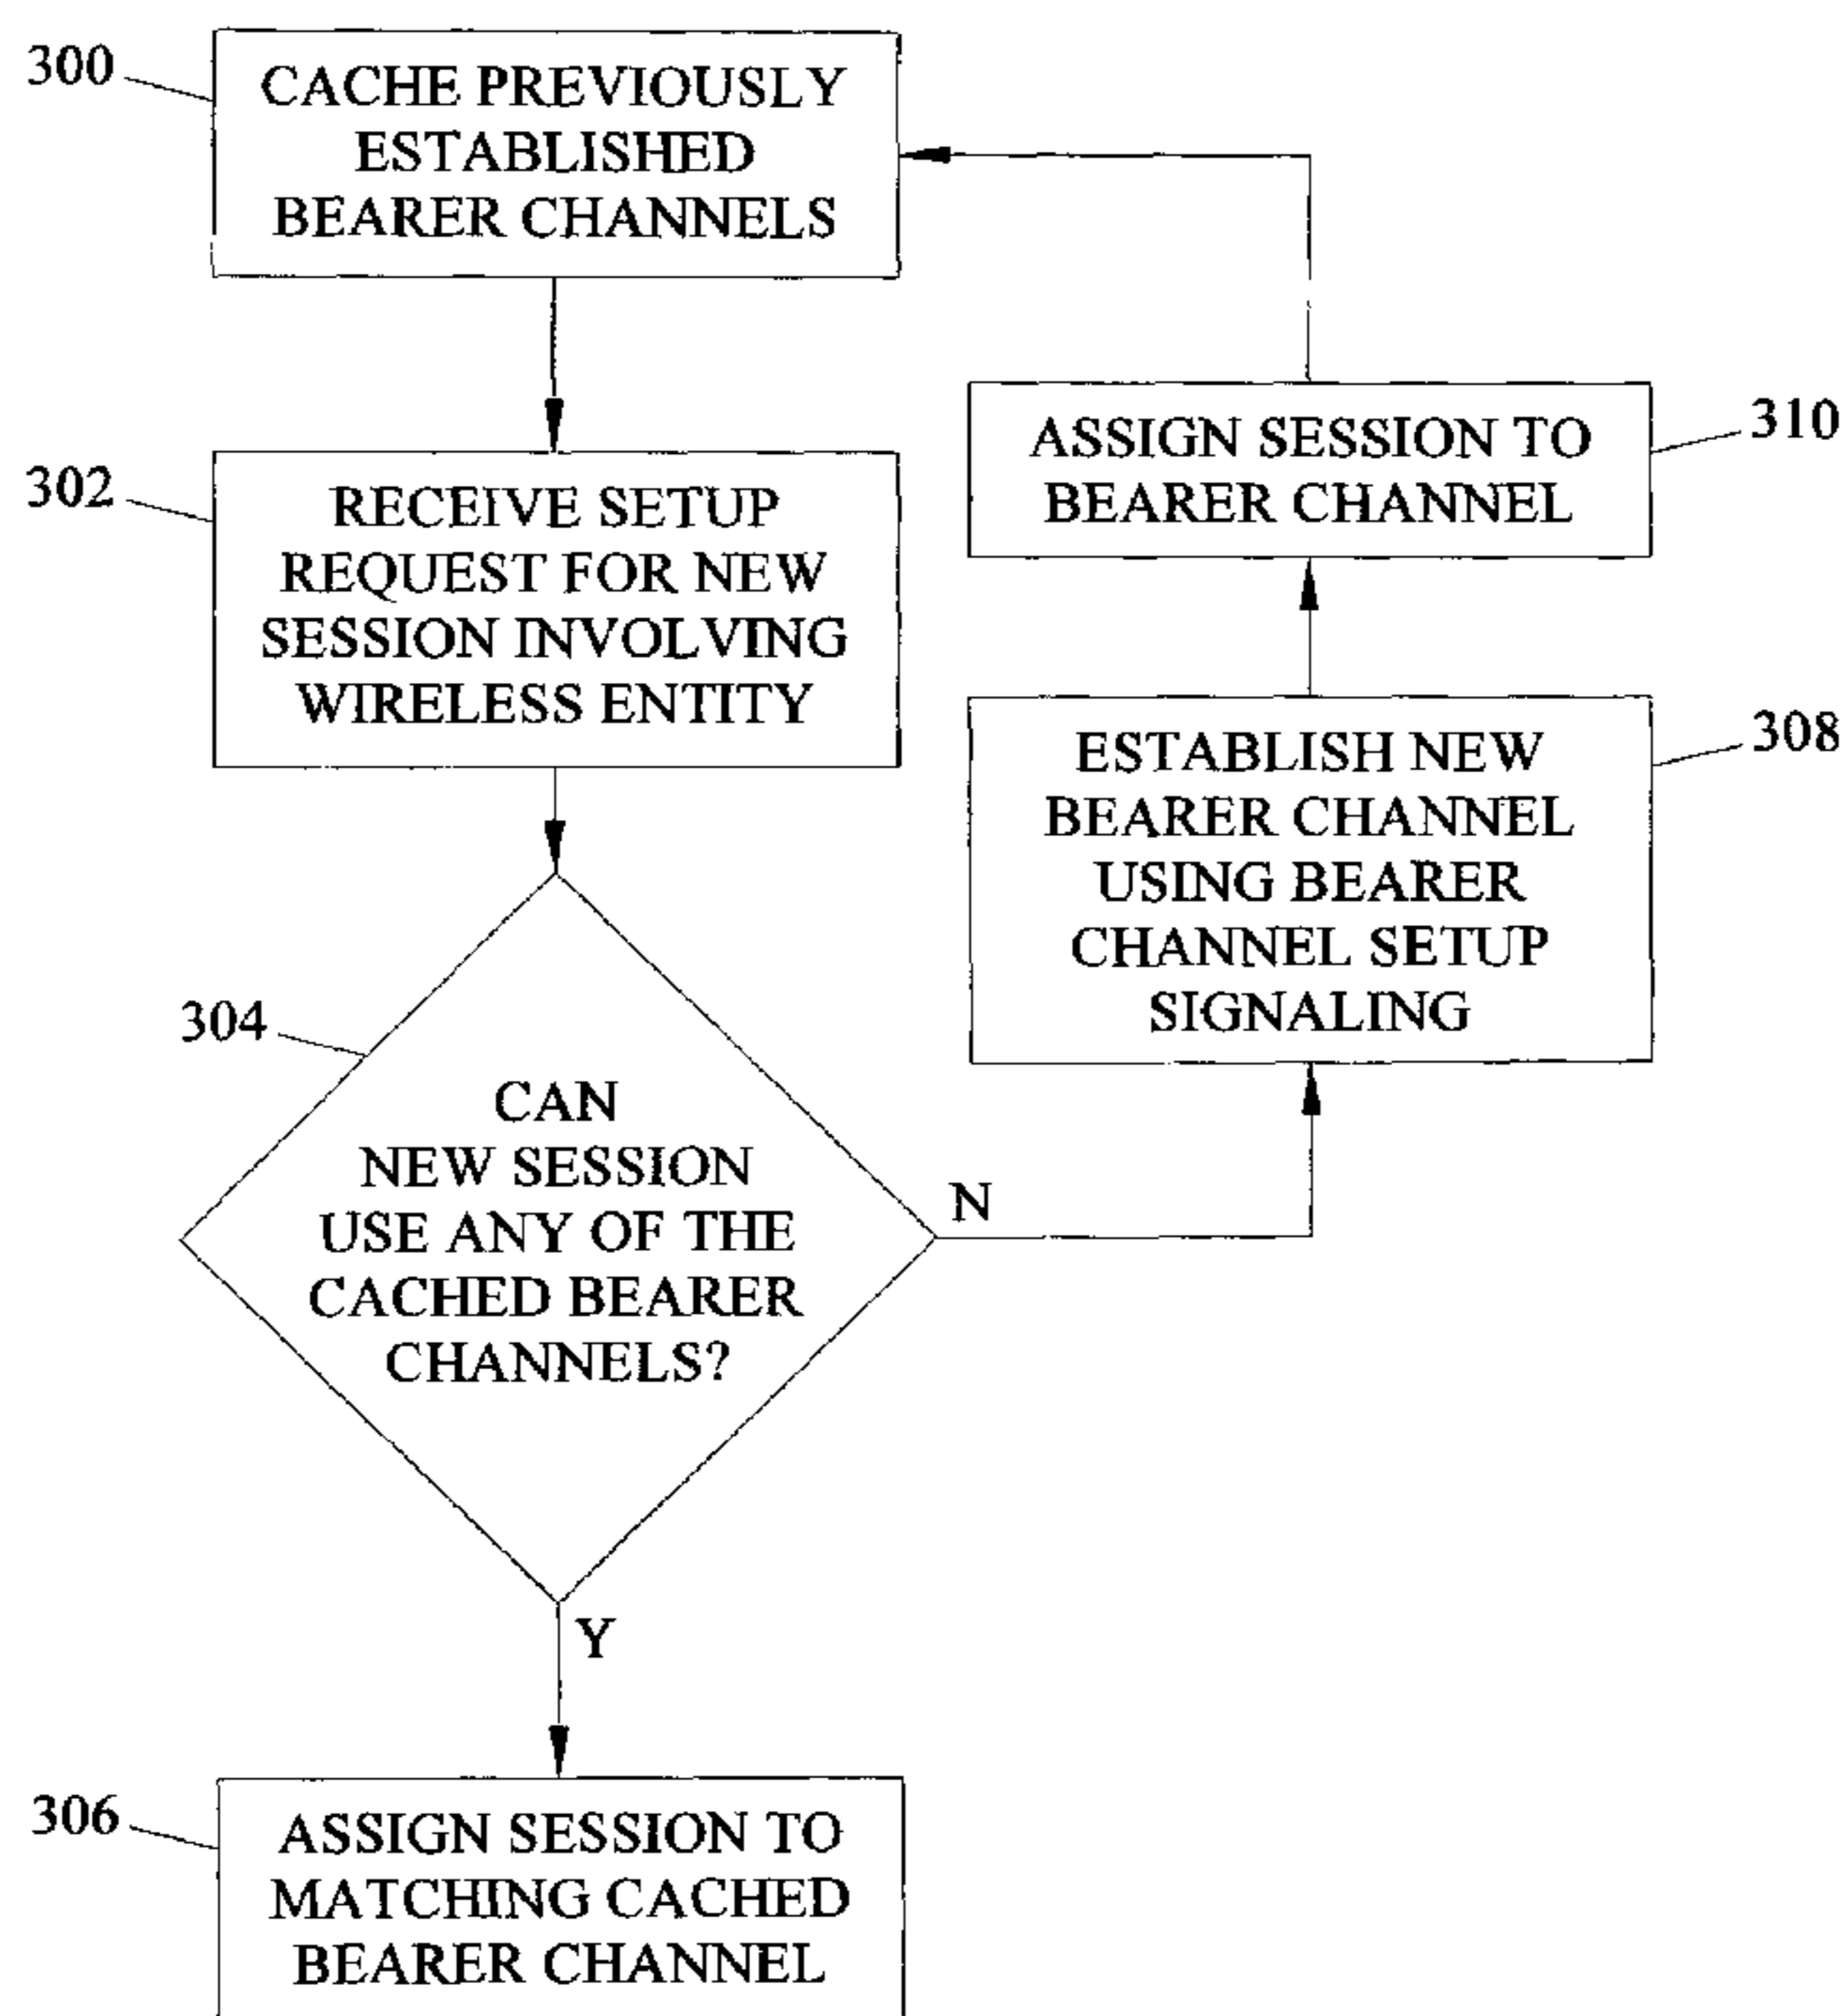 300
CACHE PREVIOUSLY
ESTABLISHED
BEARER CHANNELS
302
RECEIVE SETUP
REQUEST FOR NEW
SESSION INVOLVING
WIRELESS ENTITY
304
CAN
NEW SESSION
USE ANY OF THE
CACHED BEARER
CHANNELS?
N
Y
306
ASSIGN SESSION TO
MATCHING CACHED
BEARER CHANNEL
308
ESTABLISH NEW
BEARER CHANNEL
USING BEARER
CHANNEL SETUP
SIGNALING
310
ASSIGN SESSION TO
BEARER CHANNEL